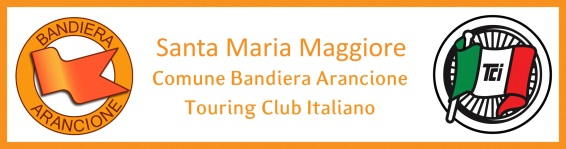 BANDIERA
ARANCIONE
Santa Maria Maggiore
Comune Bandiera Arancione
Touring Club Italiano
Tci